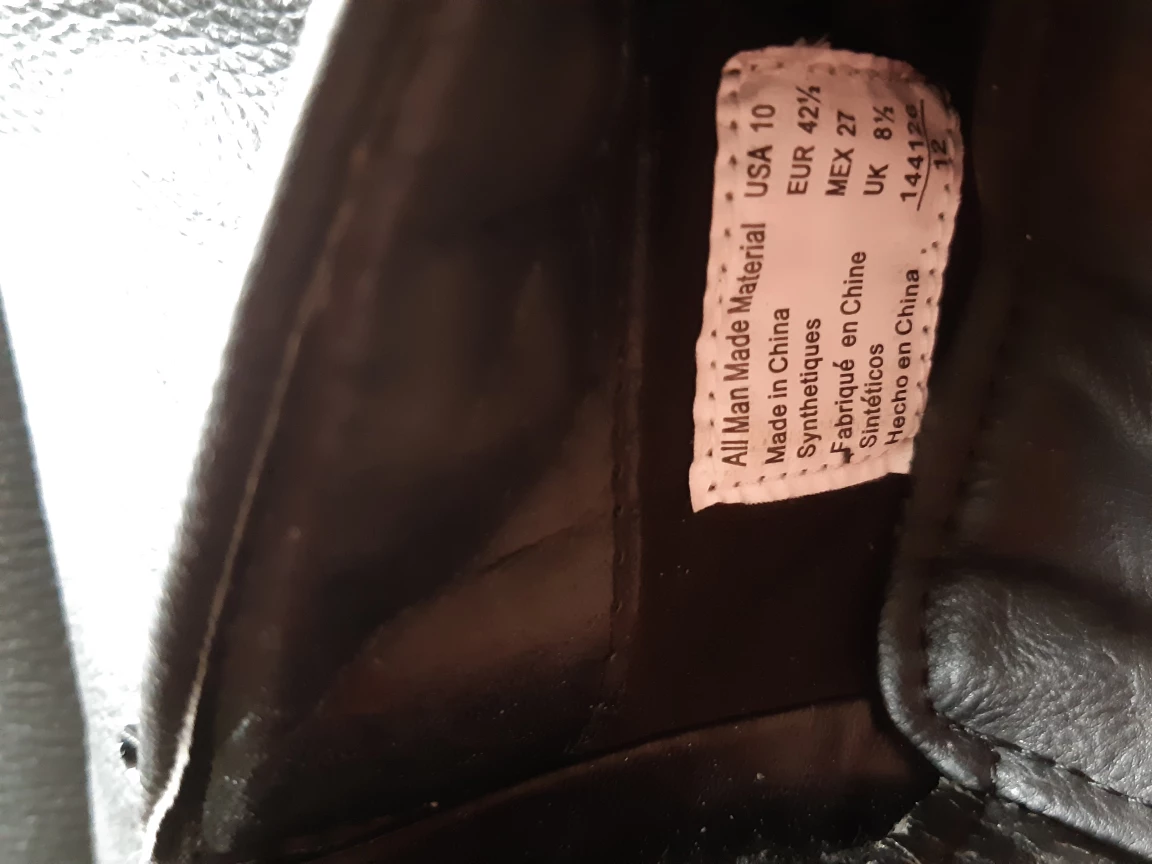 All Man Made Material USA 10
Made in China EUR 42½
Synthetiques MEX 27
Fabriqué en Chine UK 8½
Sintéticos 144126
Hecho en China 12